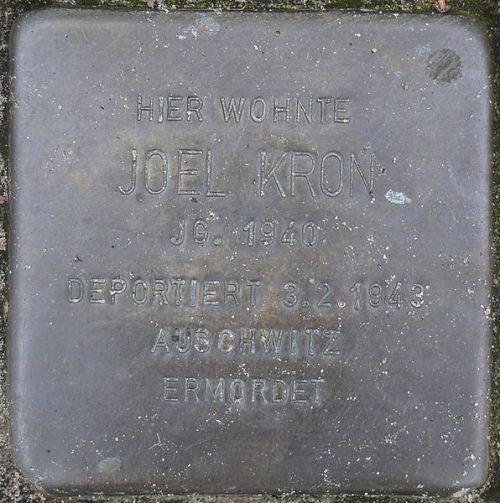 HIER WOHNTE
JOEL KRON
JG. 1940
DEPORTIERT 3.2.1943
AUSCHWITZ
ERMORDET